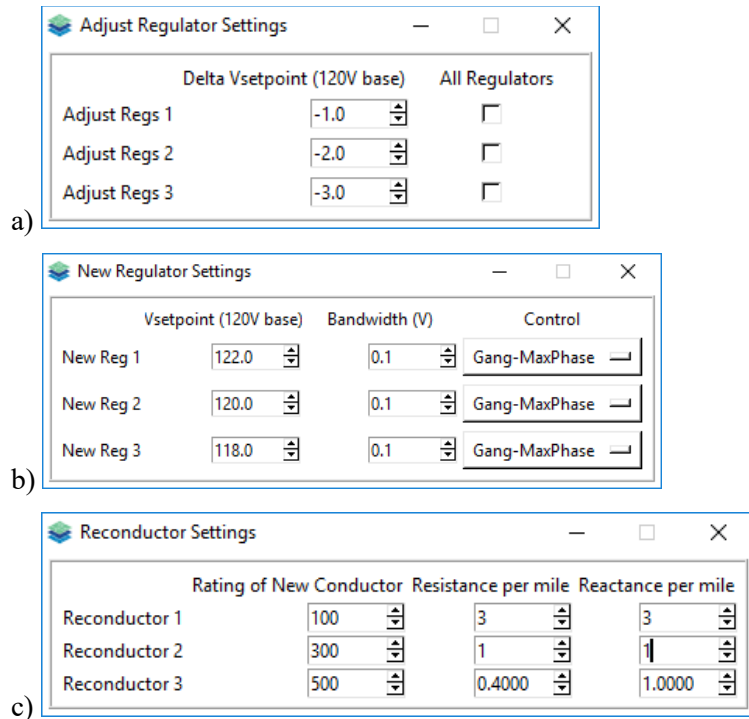 Adjust Regulator Settings
Delta Vsetpoint (120V base) All Regulators
Adjust Regs 1 -1.0
Adjust Regs 2 -2.0
Adjust Regs 3 -3.0
a)
New Regulator Settings
Vsetpoint (120V base) Bandwidth (V) Control
New Reg 1 122.0 0.1 Gang-MaxPhase
New Reg 2 120.0 0.1 Gang-MaxPhase
New Reg 3 118.0 0.1 Gang-MaxPhase
b)
Reconductor Settings
Rating of New Conductor Resistance per mile Reactance per mile
Reconductor 1 100 3 3
Reconductor 2 300 1 1
Reconductor 3 500 0.4000 1.0000
c)